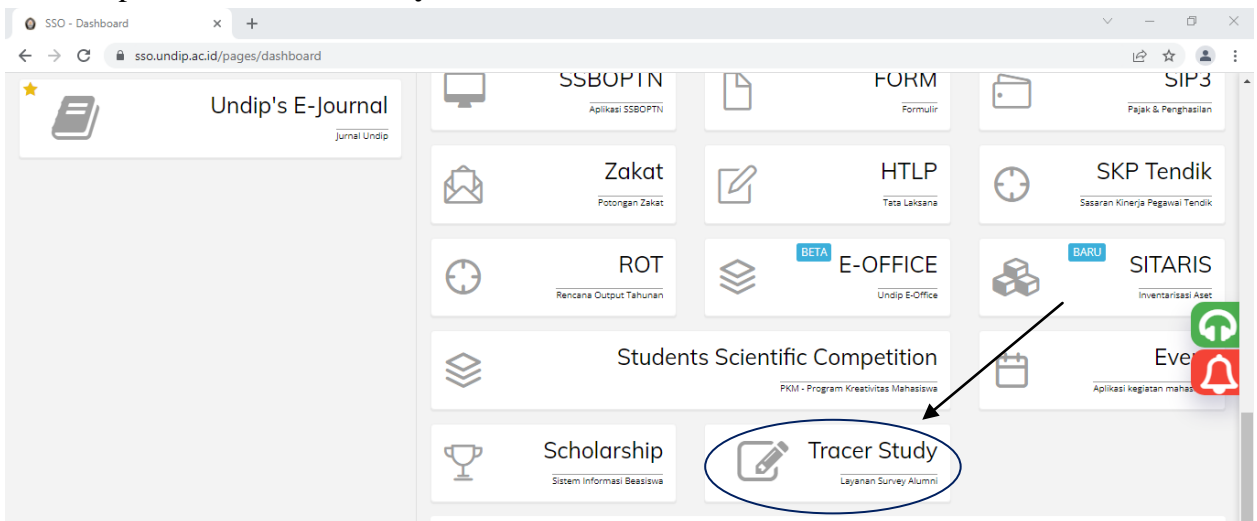 SSO - Dashboard
sso.undip.ac.id/pages/dashboard
Undip's E-Journal
Jurnal Undip
SSBOPTN
Aplikasi SSBOPTN
FORM
Formulir
SIP3
Pajak & Penghasilan
Zakat
Potongan Zakat
HTLP
Tata Laksana
SKP Tendik
Sasaran Kinerja Pegawai Tendik
ROT
Rencana Output Tahunan
BETA
E-OFFICE
Undip E-Office
BARU
SITARIS
Inventarisasi Aset
Students Scientific Competition
PKM - Program Kreativitas Mahasiswa
Aplikasi kegiatan
Scholarship
Sistem Informasi Beasiswa
Tracer Study
Layanan Survey Alumni